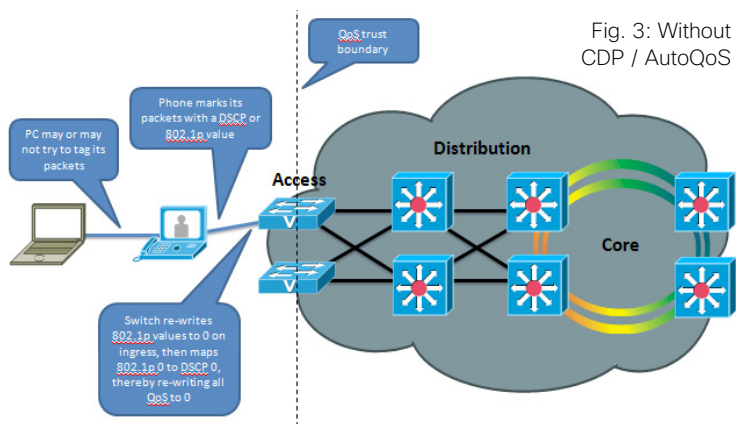 Fig. 3: Without
CDP / AutoQoS
QoS trust
boundary
Phone marks its
packets with a DSCP or
802.1p value
PC may or may
not try to tag its
packets
Distribution
Access
Core
V
V
Switch re-writes
802.1p values to 0 on
ingress, then maps
802.1p 0 to DSCP 0,
thereby re-writing all
QoS to 0